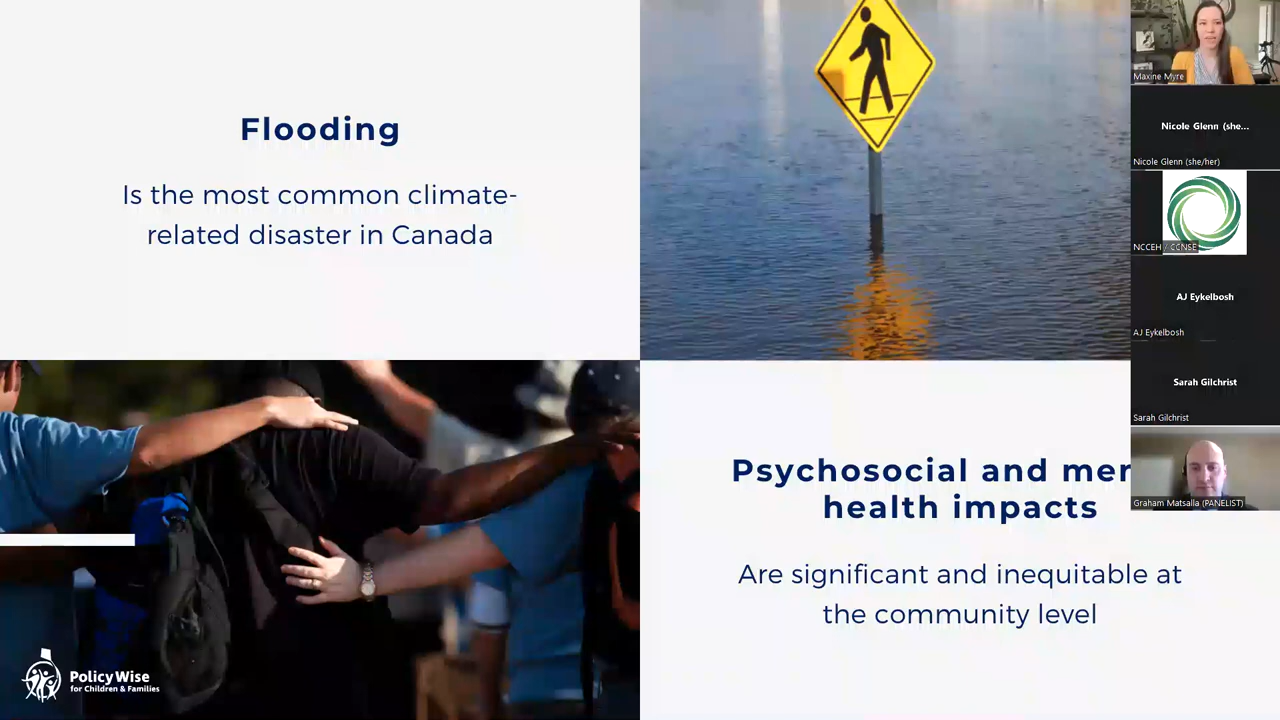 Flooding
Is the most common climate-
related disaster in Canada
Psychosocial and mer
health impacts
Are significant and inequitable at
the community level
PolicyWise
for Children & Families
Maxine Myre
Nicole Glenn (she...
Nicole Glenn (she/her)
NCCEH / CCNSE
AJ Eykelbosh
AJ Eykelbosh
Sarah Gilchrist
Sarah Gilchrist
Graham Matsalla (PANELIST)